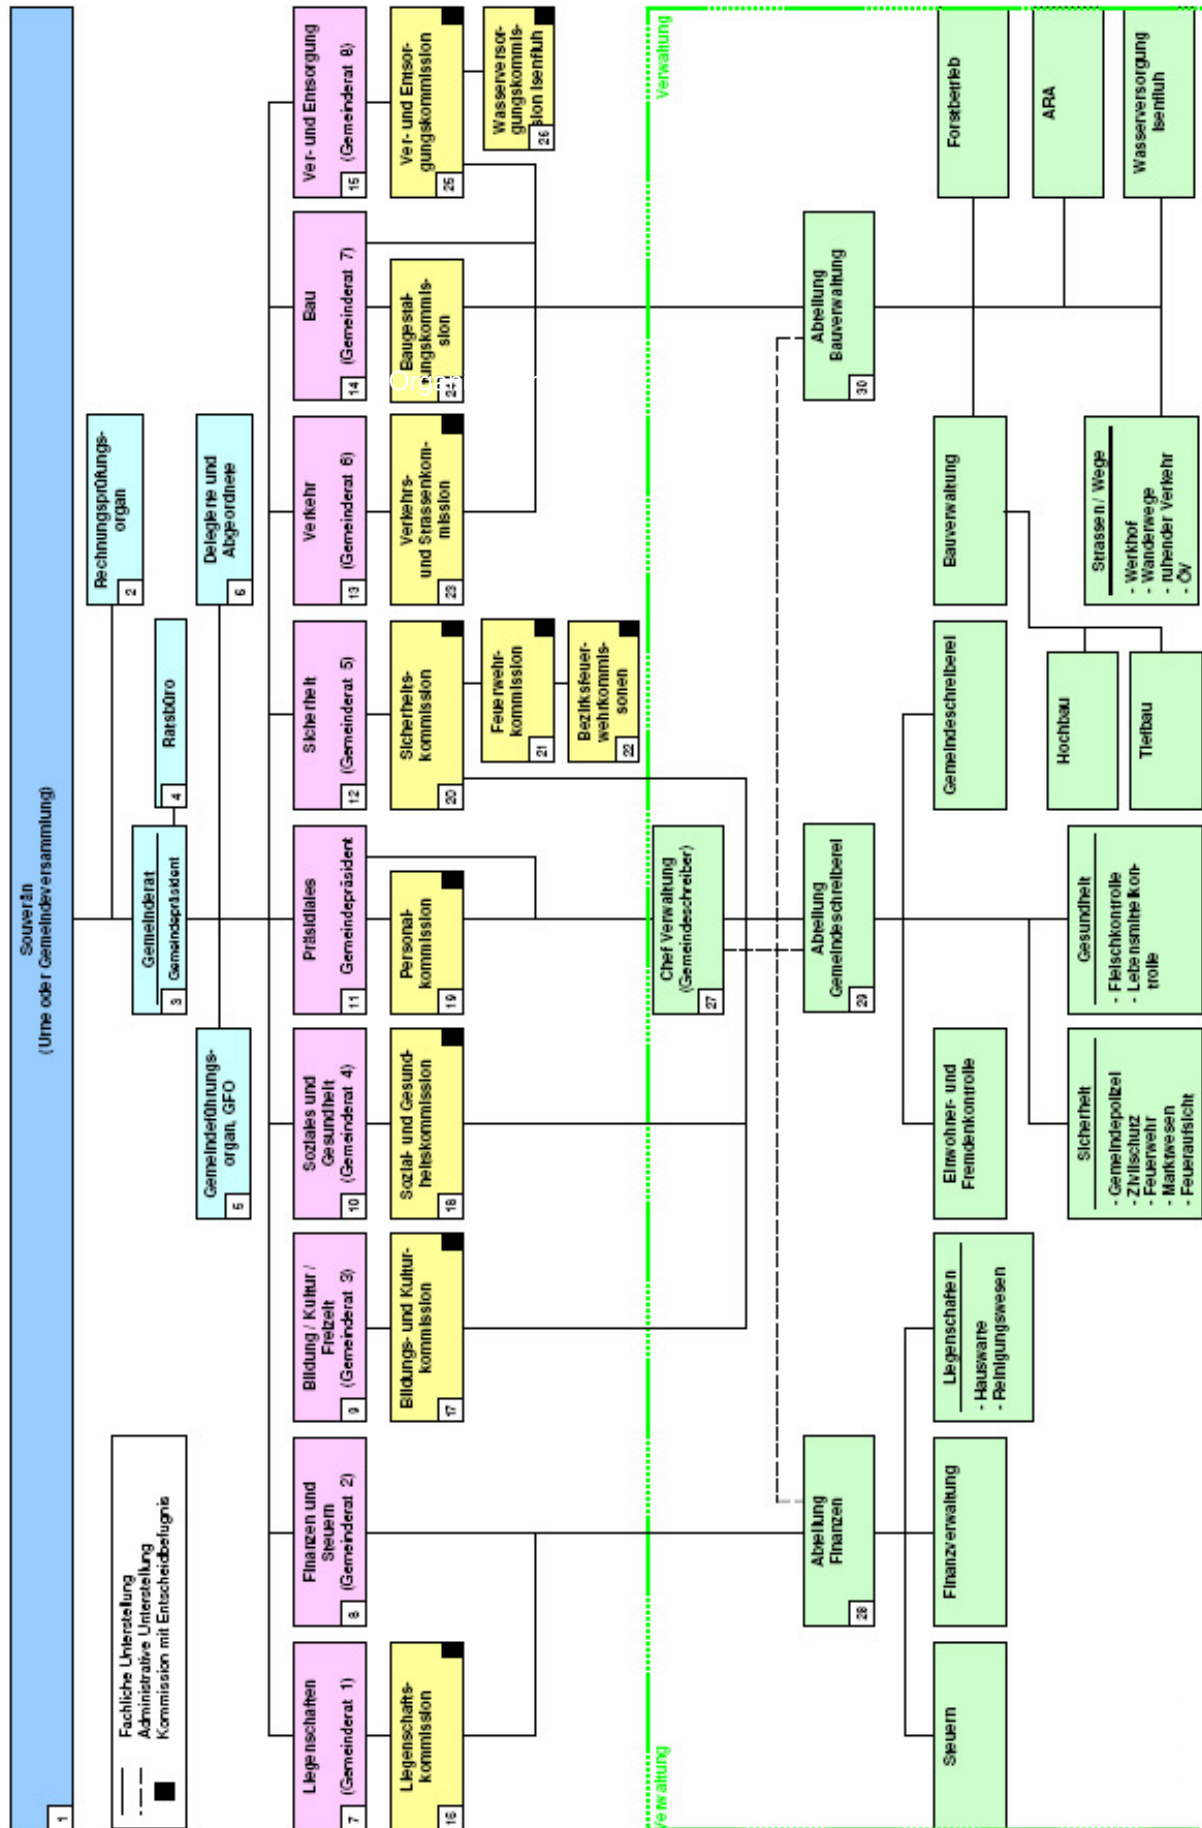 Souverän
(Urne oder Gemeindeversammlung)
1
Fachliche Unterstellung
Administrative Unterstellung
Kommission mit Entscheidbefugnis
Rechnungsprüfungs-
organ
2
Gemeinderat
Gemeindepräsident
3
Ratsbüro
4
Gemeindeführungs-
organ, GFO
5
Delegierte und
Abgeordnete
6
Liegenschaften
(Gemeinderat 1)
7
Finanzen und
Steuern
(Gemeinderat 2)
8
Bildung / Kultur /
Freizeit
(Gemeinderat 3)
9
Soziales und
Gesundheit
(Gemeinderat 4)
10
Präsidiales
Gemeindepräsident
11
Sicherheit
(Gemeinderat 5)
12
Verkehr
(Gemeinderat 6)
13
Bau
(Gemeinderat 7)
14
Ver- und Entsorgung
(Gemeinderat 8)
15
Liegenschafts-
kommission
16
Bildungs- und Kultur-
kommission
17
Sozial- und Gesund-
heitskommission
18
Personal-
kommission
19
Sicherheits-
kommission
20
Feuerwehr-
kommission
21
Bezirksfeuer-
wehrkommis-
sonen
22
Verkehrs-
und Strassenkom-
mission
23
Baugestal-
tungskommis-
sion
24
Ver- und Entsor-
gungskommission
25
Wasserversor-
gungskommis-
sion Isenfluh
26
Verwaltung
Verwaltung
Chef Verwaltung
(Gemeindeschreiber)
27
Abteilung
Finanzen
28
Abteilung
Gemeindeschreiberei
29
Abteilung
Bauverwaltung
30
Steuern
Finanzverwaltung
Liegenschaften
- Hauswarte
- Reinigungswesen
Einwohner- und
Fremdenkontrolle
Gemeindeschreiberei
Bauverwaltung
Forstbetrieb
ARA
Wasserversorgung
Isenfluh
Sicherheit
- Gemeindepolizei
- Zivilschutz
- Feuerwehr
- Marktwesen
- Feueraufsicht
Gesundheit
- Fleischkontrolle
- Lebensmittelkon-
trolle
Hochbau
Tiefbau
Strassen / Wege
- Werkhof
- Wanderwege
- ruhender Verkehr
- ÖV